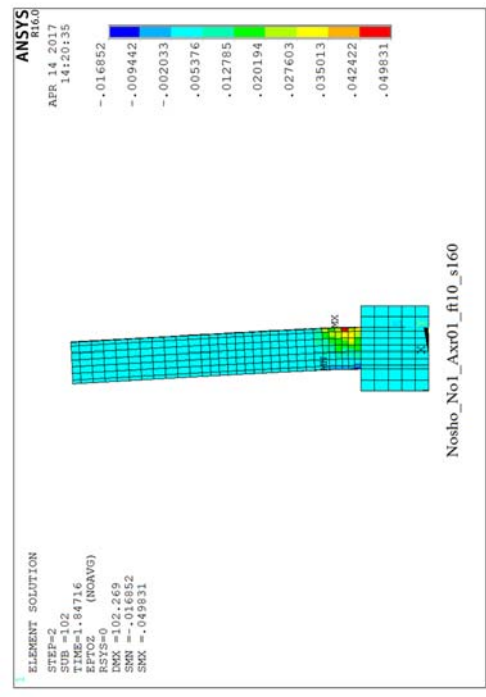 1
ELEMENT SOLUTION
STEP=2
SUB =102
TIME=1.84716
EPTOZ (NOAVG)
RSYS=0
DMX =102.269
SMN =-.016852
SMX =.049831
ANSYS
R16.0
APR 14 2017
14:20:35
MN
MX
X
-.016852
-.009442
-.002033
.005376
.012785
.020194
.027603
.035013
.042422
.049831
Nosho_No1_Axr01_ft10_s160